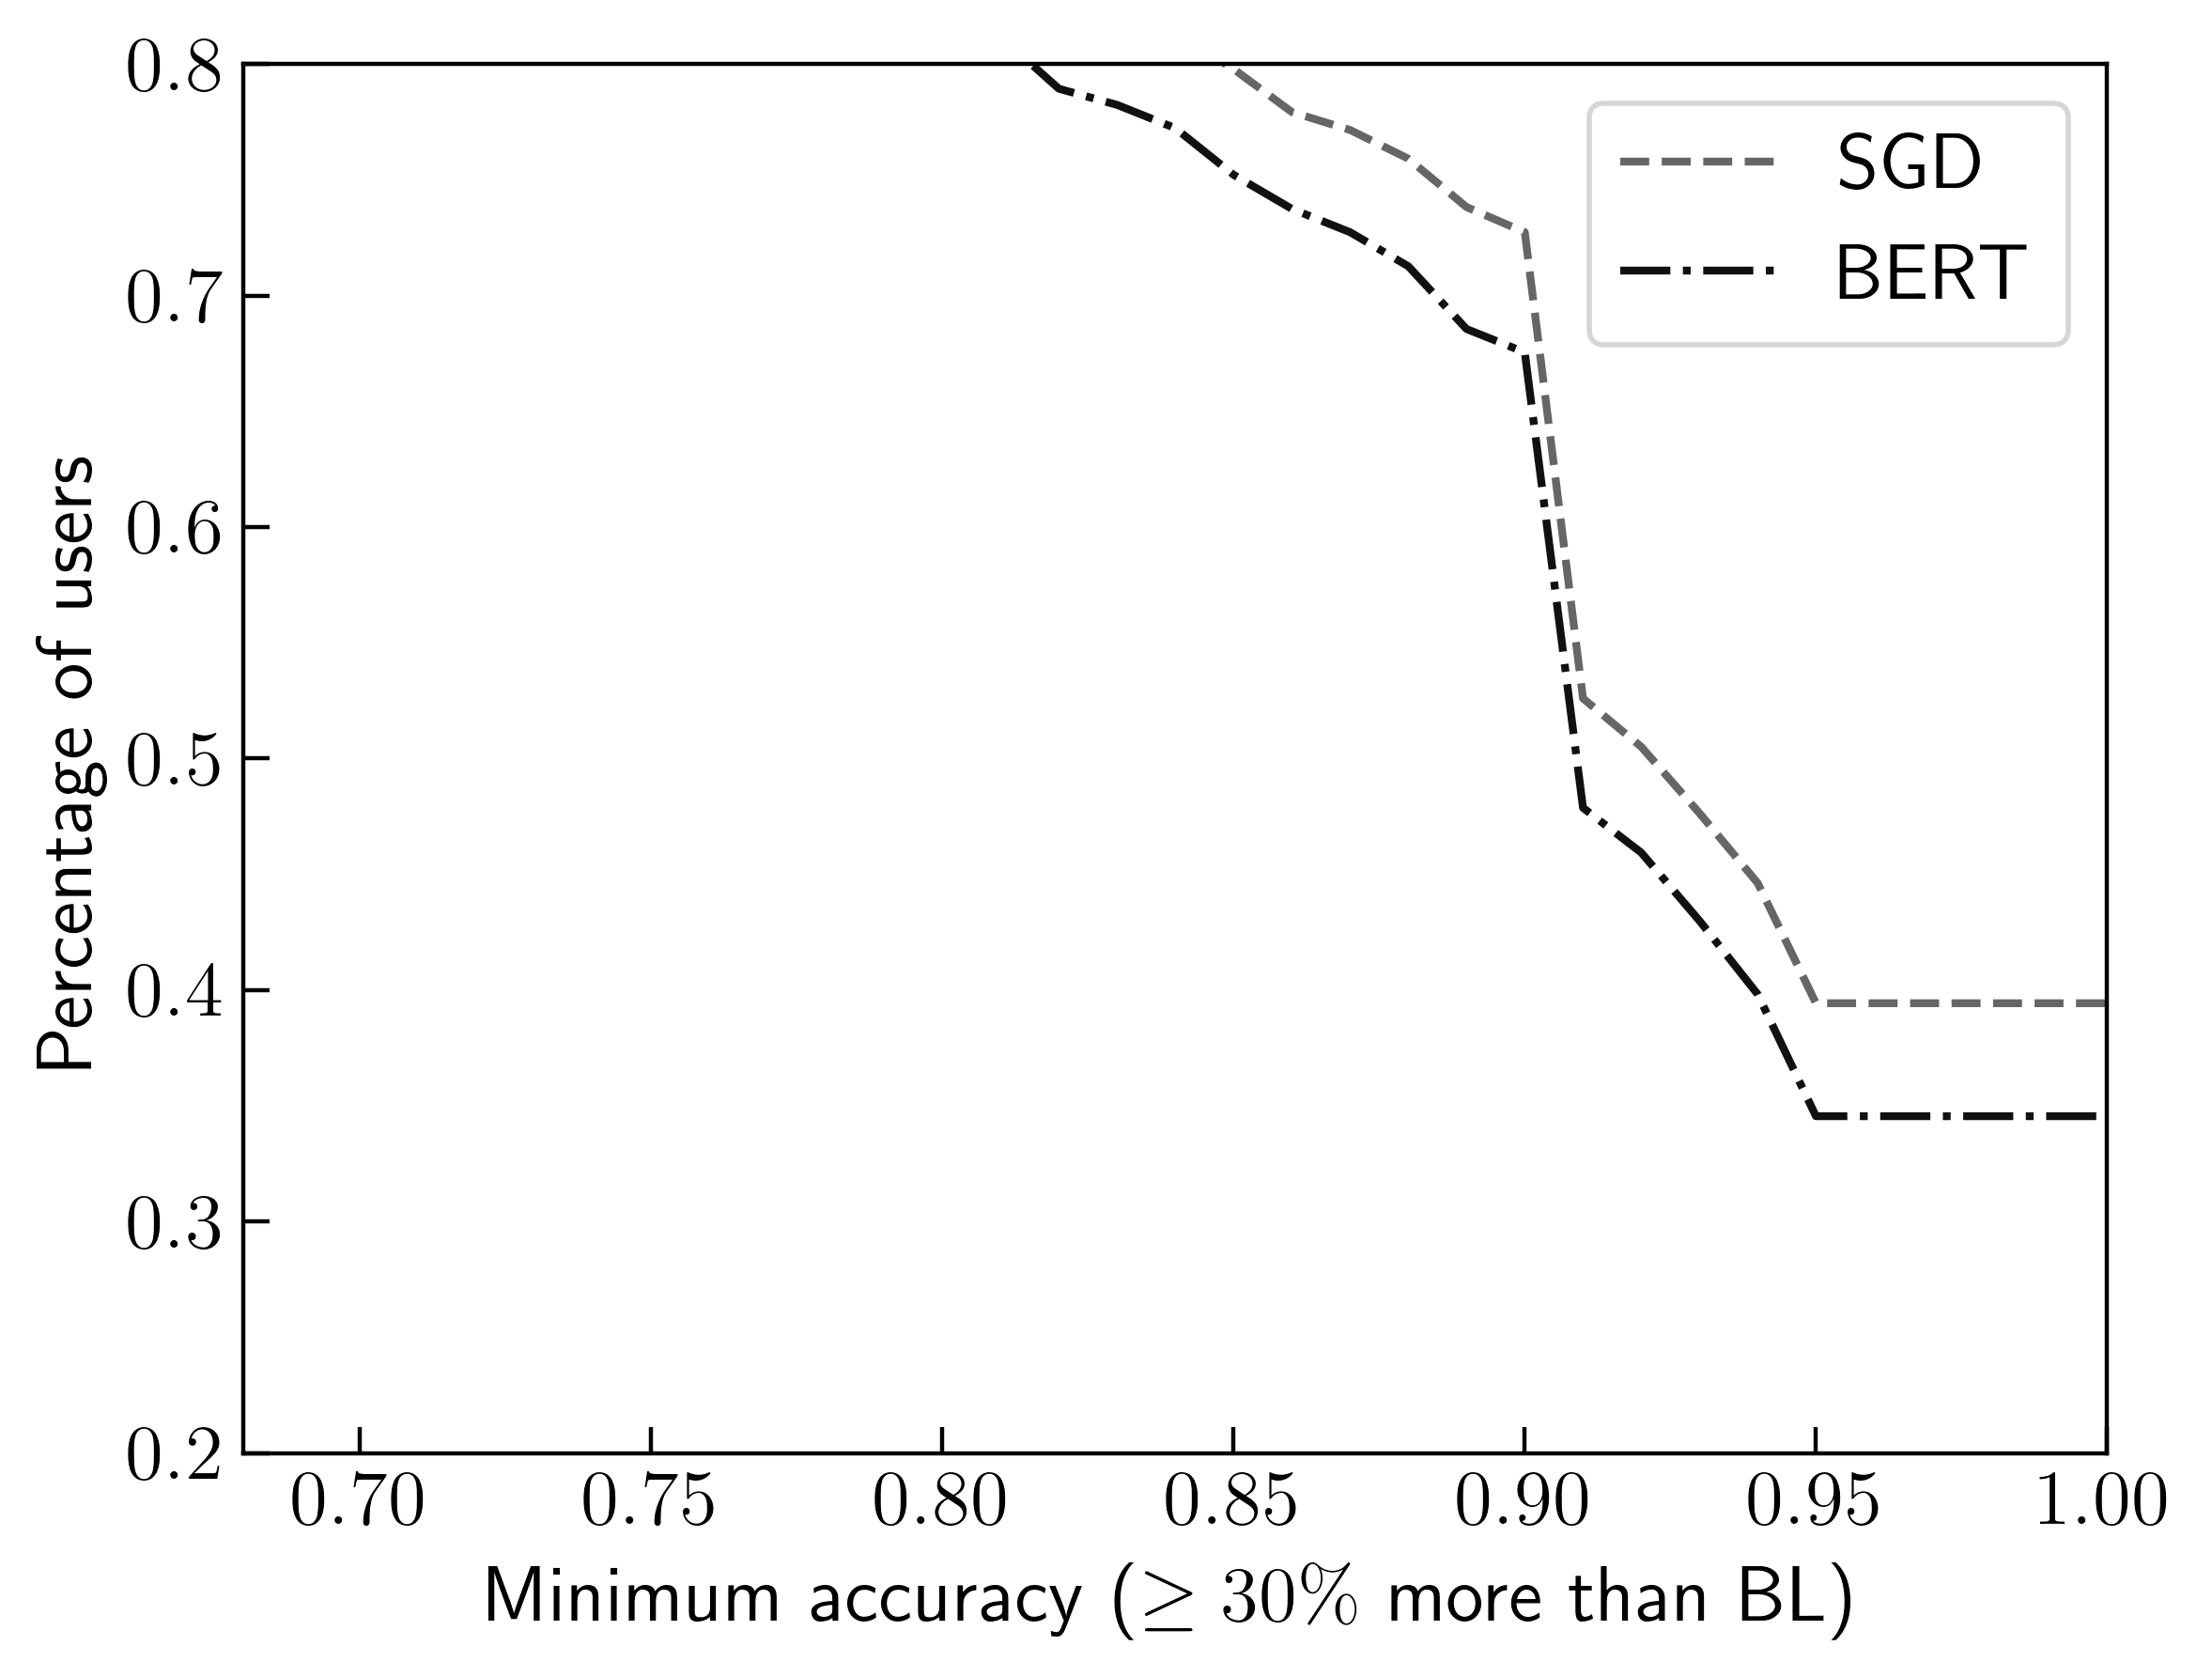 0.8
0.7
0.6
0.5
0.4
0.3
0.2
Percentage of users
SGD
BERT
0.70 0.75 0.80 0.85 0.90 0.95 1.00
Minimum accuracy (≥ 30% more than BL)